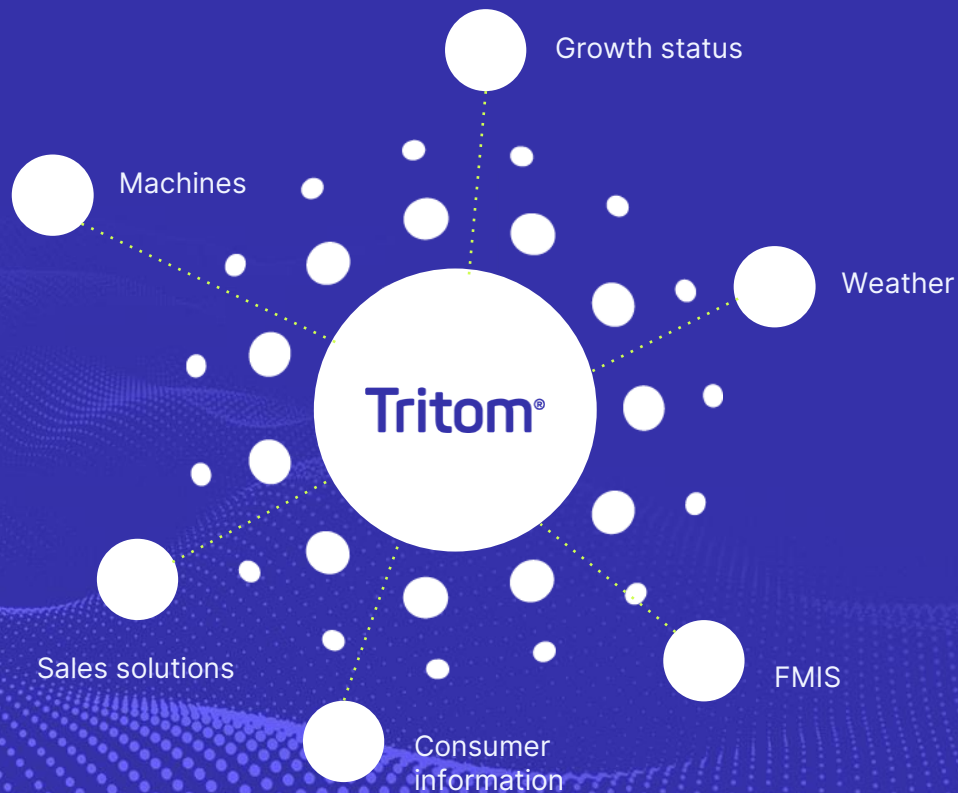 Growth status
Machines
Weather
Tritom®
Sales solutions
FMIS
Consumer
information